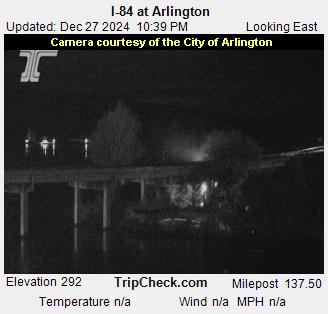 I-84 at Arlington
Updated: Dec 27 2024 10:39 PM Looking East
Camera courtesy of the City of Arlington
Elevation 292 TripCheck.com Milepost 137.50
Temperature n/a Wind n/a MPH n/a